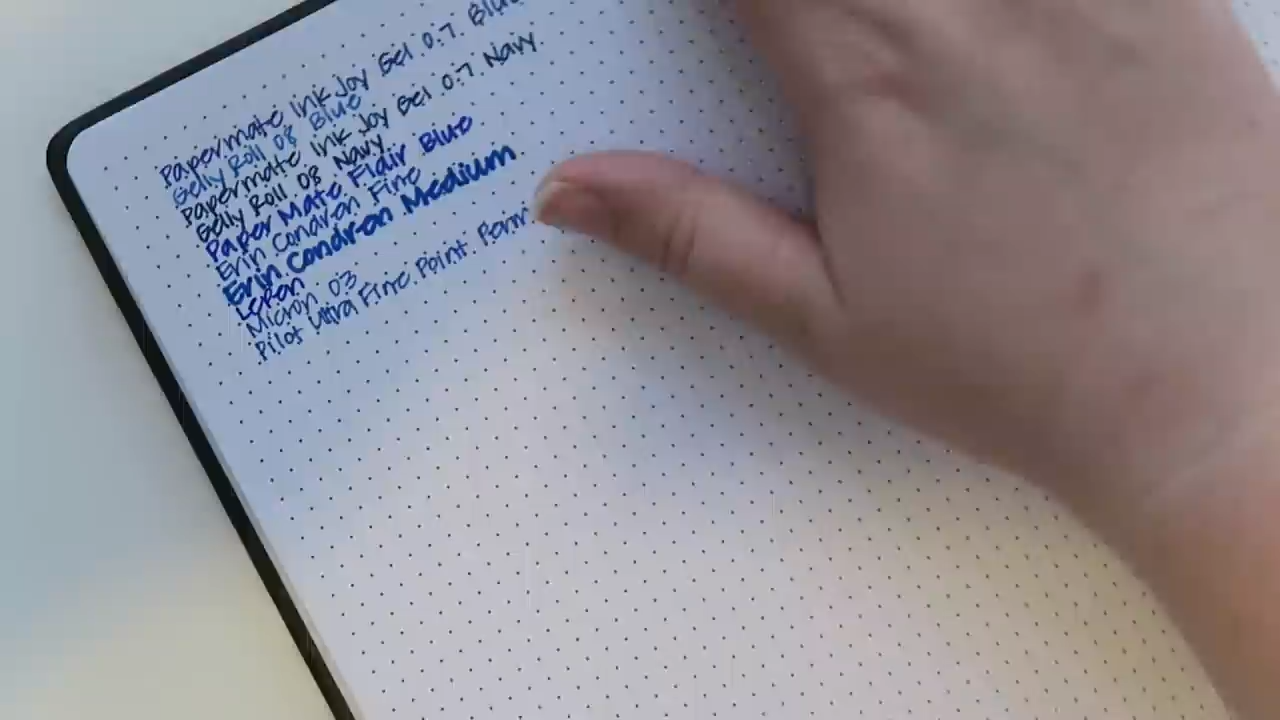 Papermate Ink Joy Gel 0.7 Blue
Gelly Roll 08 Blue
Papermate Ink Joy Gel 0.7 Navy
Gelly Roll 08 Navy
Paper Mate Flair Blue
Erin Condren Fine
Erin Condren Medium
LePen
Micron 03
Pilot Ultra Fine Point